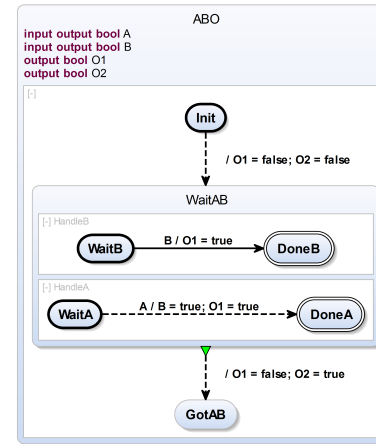 ABO
input output bool A
input output bool B
output bool O1
output bool O2
[-]
Init
/ O1 = false; O2 = false
WaitAB
[-] HandleB
B / O1 = true
WaitB
DoneB
[-] HandleA
A / B = true; O1 = true
WaitA
DoneA
/ O1 = false; O2 = true
GotAB